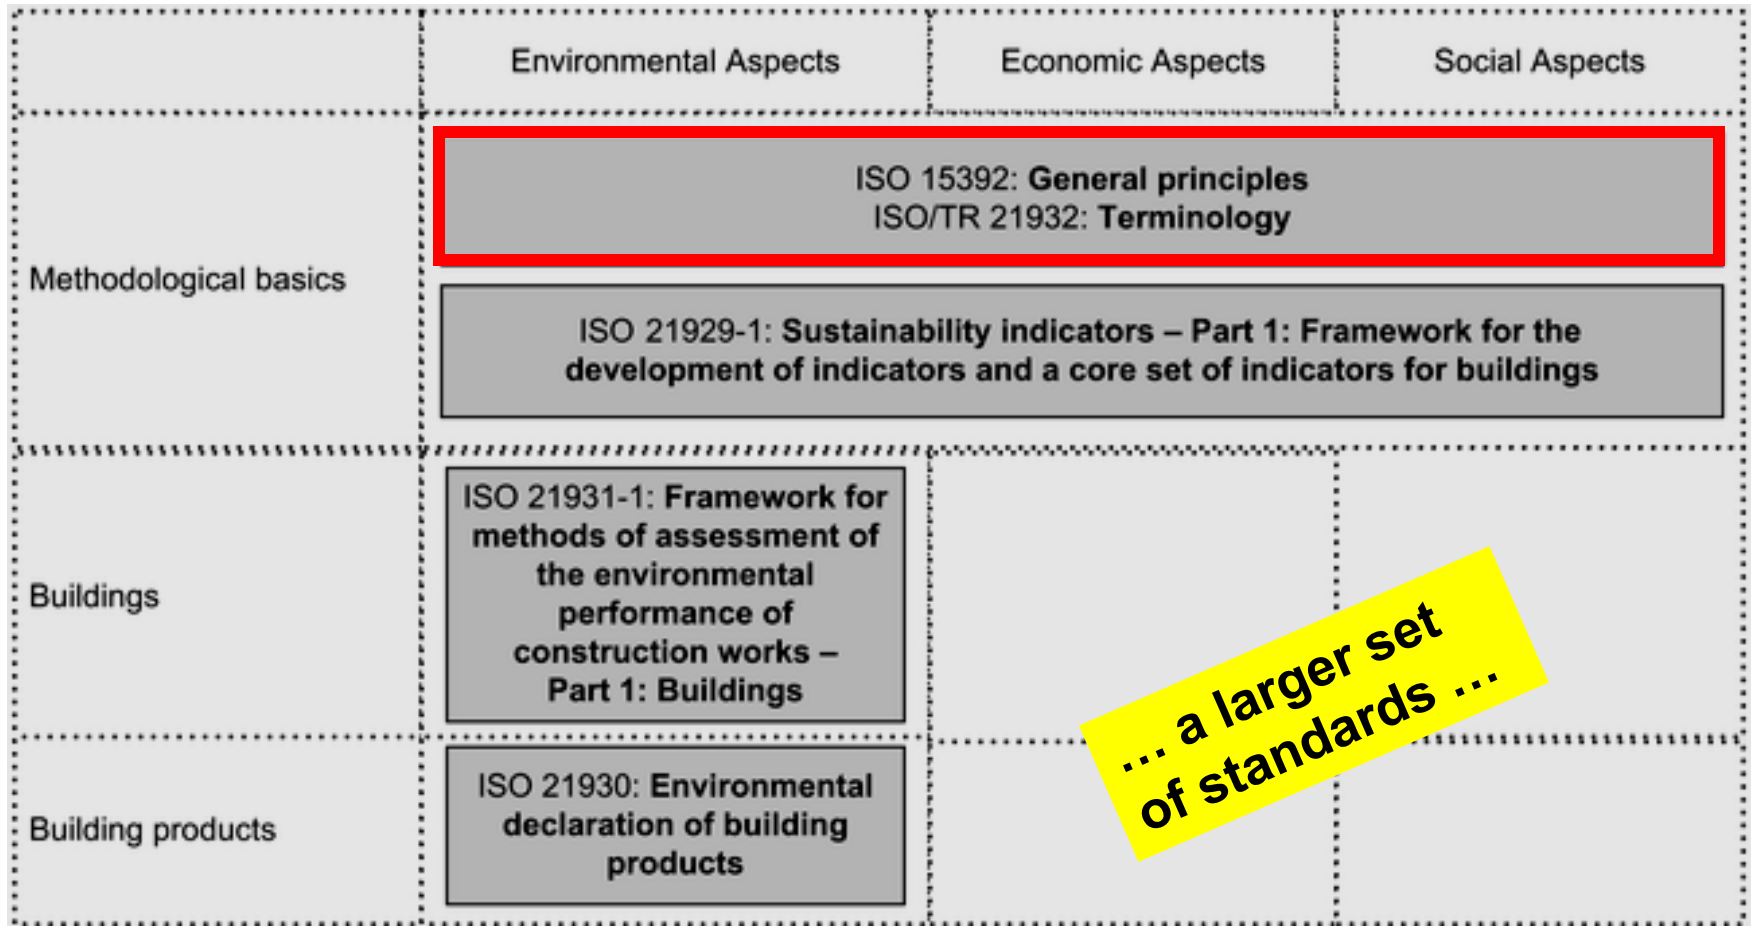 Environmental Aspects
Economic Aspects
Social Aspects
Methodological basics
ISO 15392: General principles
ISO/TR 21932: Terminology
ISO 21929-1: Sustainability indicators – Part 1: Framework for the
development of indicators and a core set of indicators for buildings
Buildings
ISO 21931-1: Framework for
methods of assessment of
the environmental
performance of
construction works –
Part 1: Buildings
… a larger set
of standards …
Building products
ISO 21930: Environmental
declaration of building
products